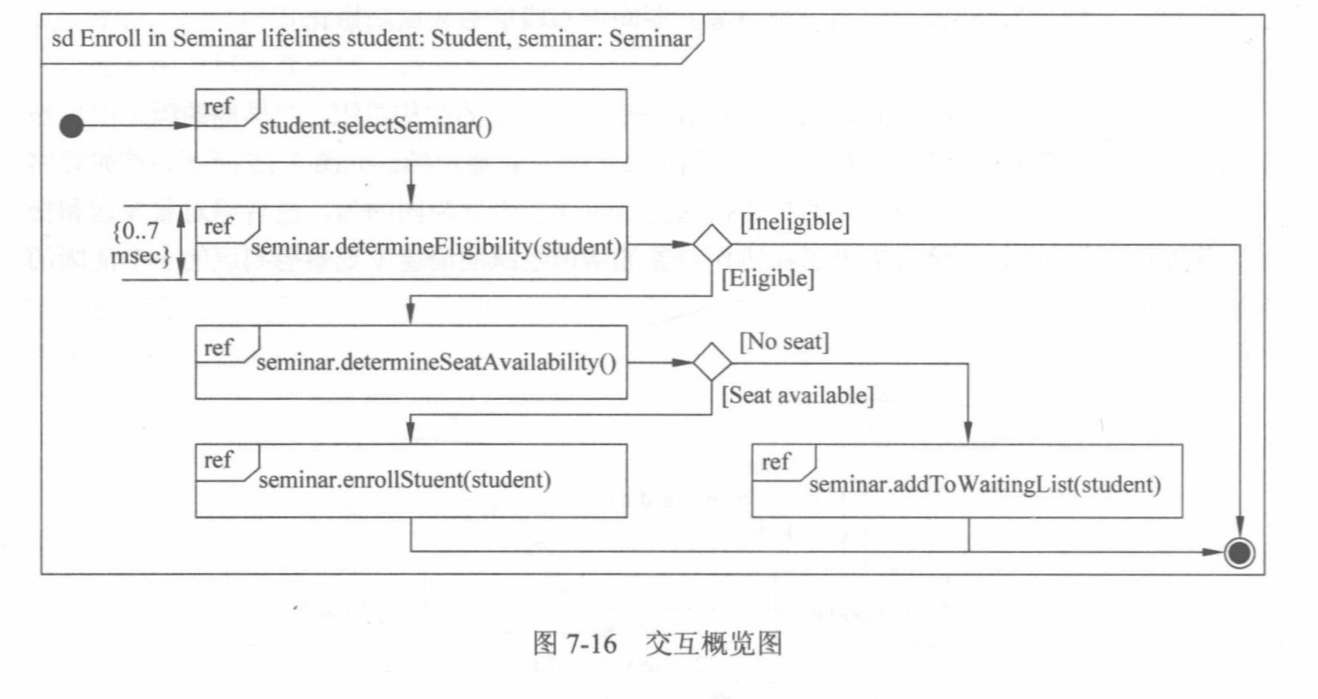 sd Enroll in Seminar lifelines student: Student, seminar: Seminar
ref
student.selectSeminar()
{0..7
msec}
ref
seminar.determineEligibility(student)
[Ineligible]
[Eligible]
ref
seminar.determineSeatAvailability()
[No seat]
[Seat available]
ref
seminar.enrollStuent(student)
ref
seminar.addToWaitingList(student)
图 7-16 交互概览图